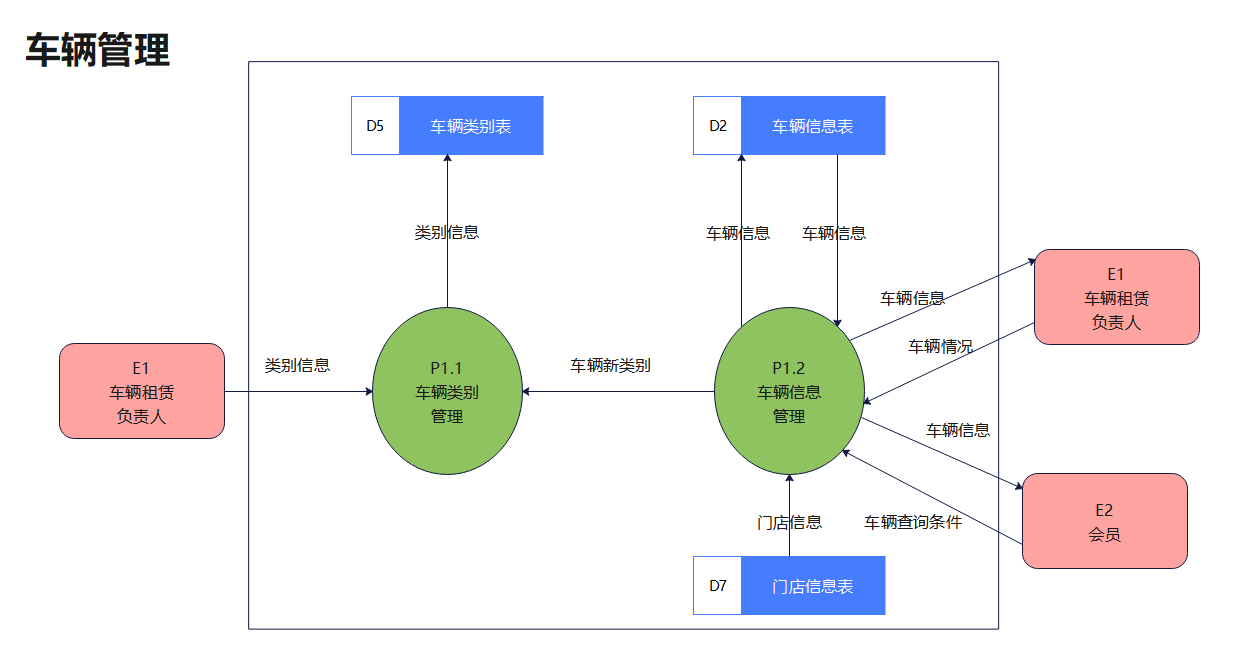 车辆管理
D5
车辆类别表
D2
车辆信息表
类别信息
车辆信息
车辆信息
E1
车辆租赁
负责人
车辆信息
车辆情况
E1
车辆租赁
负责人
类别信息
P1.1
车辆类别
管理
车辆新类别
P1.2
车辆信息
管理
车辆信息
E2
会员
门店信息
车辆查询条件
D7
门店信息表